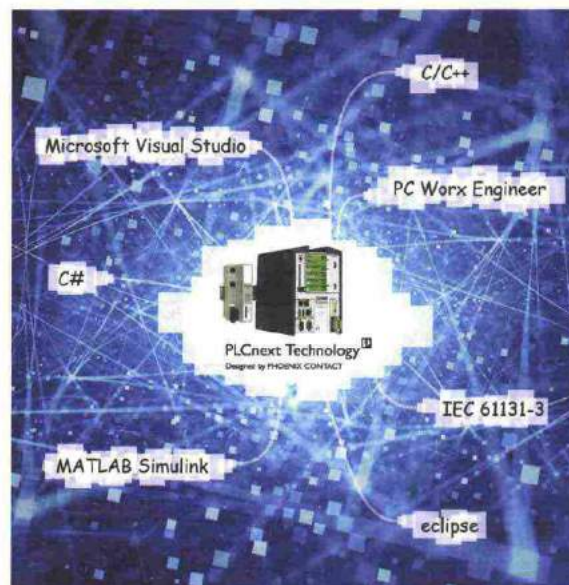 C/C++
Microsoft Visual Studio
PC Worx Engineer
C#
PLCnext Technology
Designed by PHOENIX CONTACT
IEC 61131-3
MATLAB Simulink
eclipse